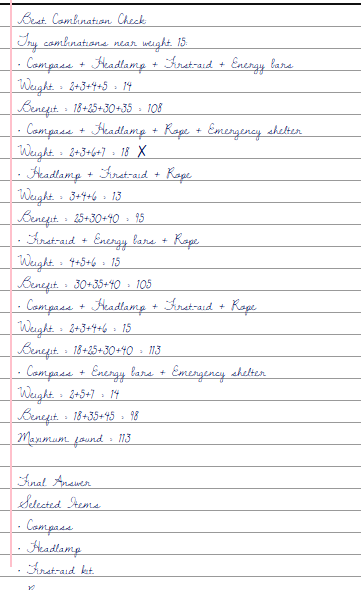 Best Combination Check
Try combinations near weight 15:
• Compass + Headlamp + First-aid + Energy bars
Weight = 2+3+4+5 = 14
Benefit = 18+25+30+35 = 108
• Compass + Headlamp + Rope + Emergency shelter
Weight = 2+3+6+7 = 18 X
• Headlamp + First-aid + Rope
Weight = 3+4+6 = 13
Benefit = 25+30+40 = 95
• First-aid + Energy bars + Rope
Weight = 4+5+6 = 15
Benefit = 30+35+40 = 105
• Compass + Headlamp + First-aid + Rope
Weight = 2+3+4+6 = 15
Benefit = 18+25+30+40 = 113
• Compass + Energy bars + Emergency shelter
Weight = 2+5+7 = 14
Benefit = 18+35+45 = 98
Maximum found = 113
Final Answer
Selected Items
• Compass
• Headlamp
• First-aid kit